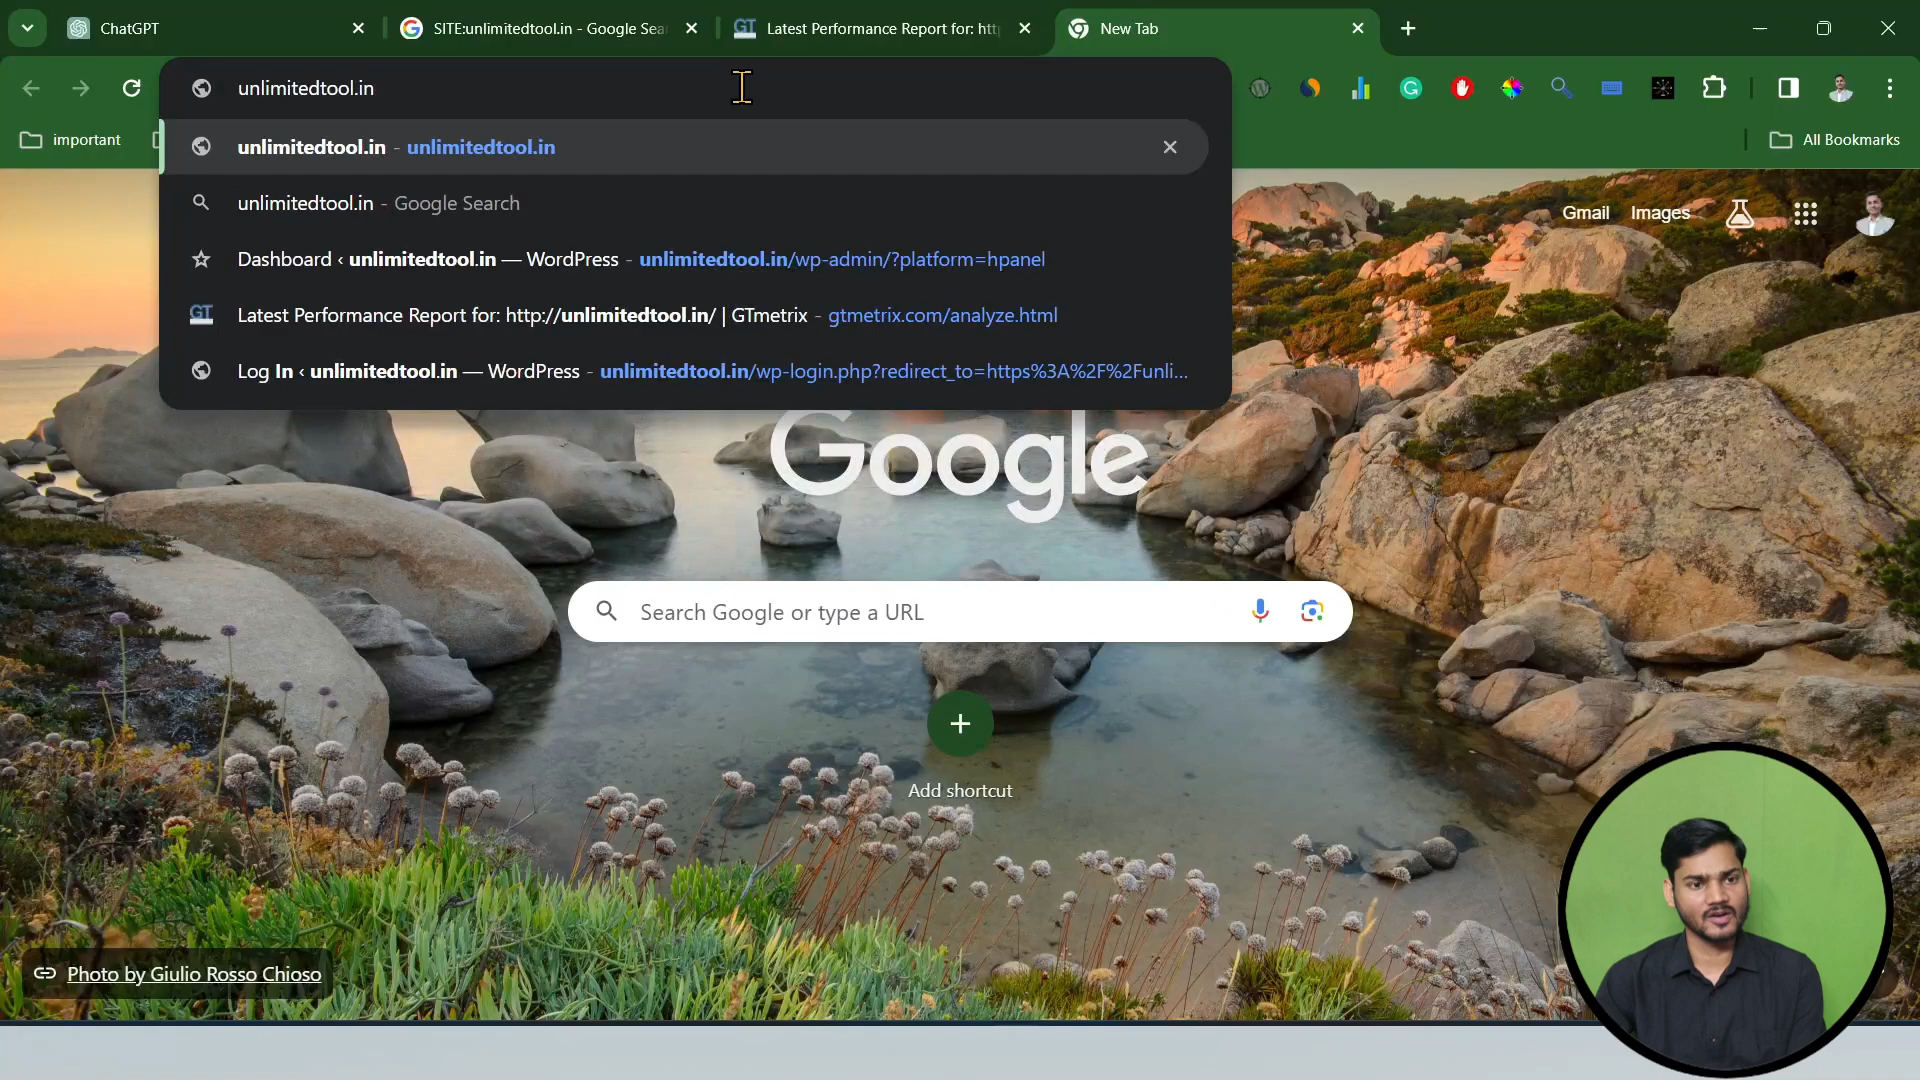 ChatGPT
SITE:unlimitedtool.in - Google Sea
Latest Performance Report for: htt
New Tab
unlimitedtool.in
important
All Bookmarks
unlimitedtool.in - unlimitedtool.in
unlimitedtool.in - Google Search
Dashboard ‹ unlimitedtool.in — WordPress - unlimitedtool.in/wp-admin/?platform=hpanel
GT Latest Performance Report for: http://unlimitedtool.in/ | GTmetrix - gtmetrix.com/analyze.html
Log In ‹ unlimitedtool.in — WordPress - unlimitedtool.in/wp-login.php?redirect_to=https%3A%2F%2Funli...
Gmail Images
Google
Search Google or type a URL
Add shortcut
Photo by Giulio Rosso Chioso